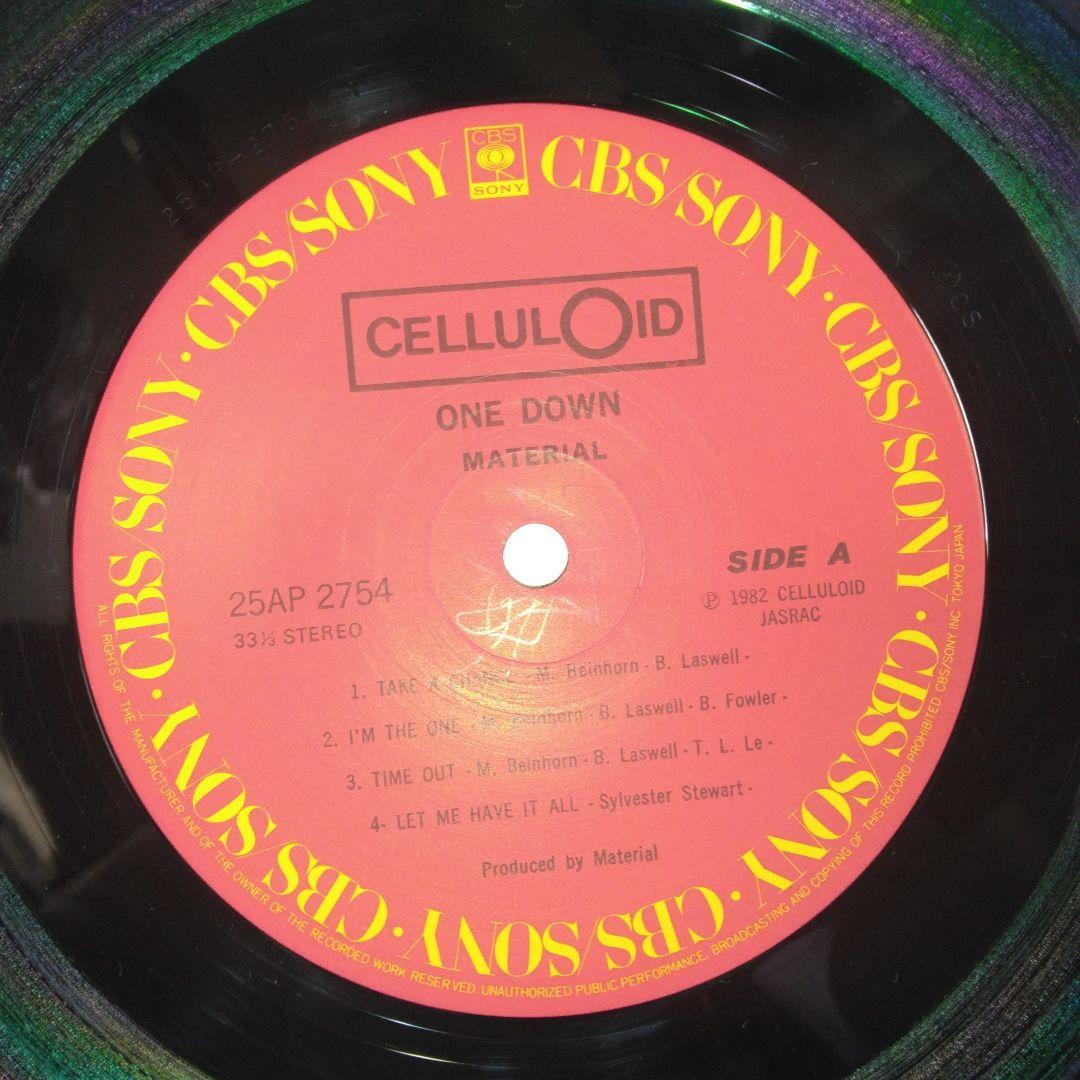 CBS
SONY
CBS/SONY · CBS/SONY · CBS/SONY · CBS/SONY · CBS/SONY · CBS/SONY · CBS/SONY
CELLULOID
ONE DOWN
MATERIAL
SIDE A
25AP 2754
33⅓ STEREO
Ⓟ 1982 CELLULOID
JASRAC
1. TAKE A CHANCE - M. Beinhorn - B. Laswell -
2. I'M THE ONE - M. Beinhorn - B. Laswell - B. Fowler -
3. TIME OUT - M. Beinhorn - B. Laswell - T. L. Le -
4- LET ME HAVE IT ALL - Sylvester Stewart -
Produced by Material
ALL RIGHTS OF THE MANUFACTURER AND OF THE OWNER OF THE RECORDED WORK RESERVED. UNAUTHORIZED PUBLIC PERFORMANCE, BROADCASTING AND COPYING OF THIS RECORD PROHIBITED. CBS/SONY INC. TOKYO JAPAN
CS